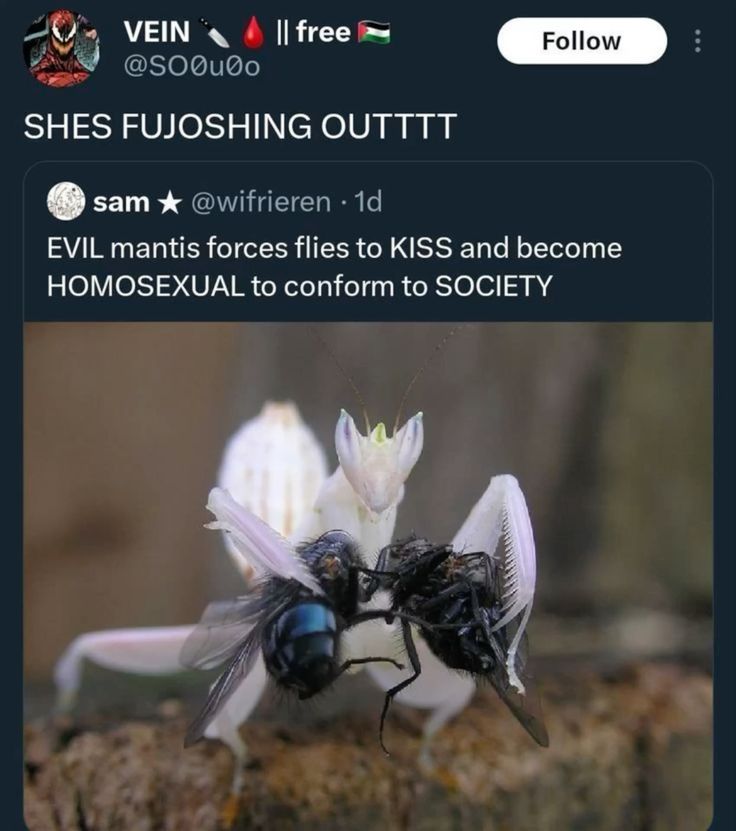 VEIN 🔪🩸 || free 🇵🇸
@SO0u0o
Follow
SHES FUJOSHING OUTTTT
sam ★ @wifrieren · 1d
EVIL mantis forces flies to KISS and become
HOMOSEXUAL to conform to SOCIETY